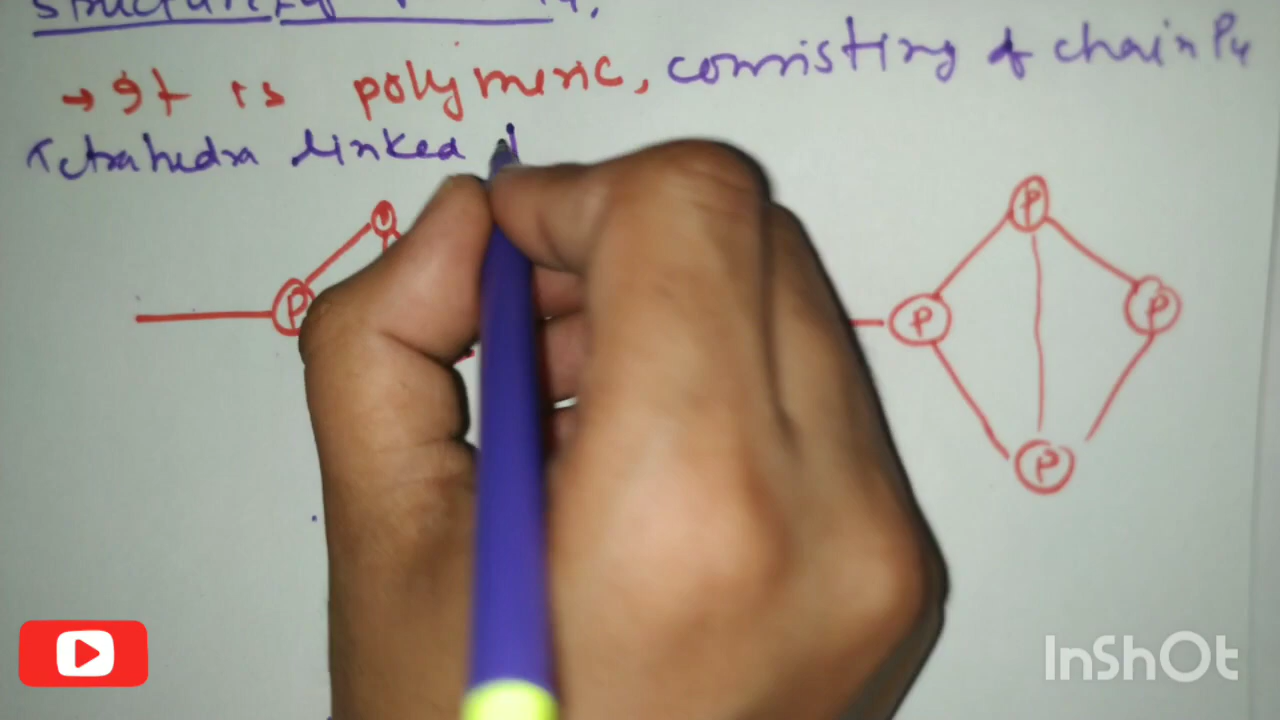 → It is polymeric, consisting of chain P4
Tetrahedra linked
P
P
P
P
P
InShOt